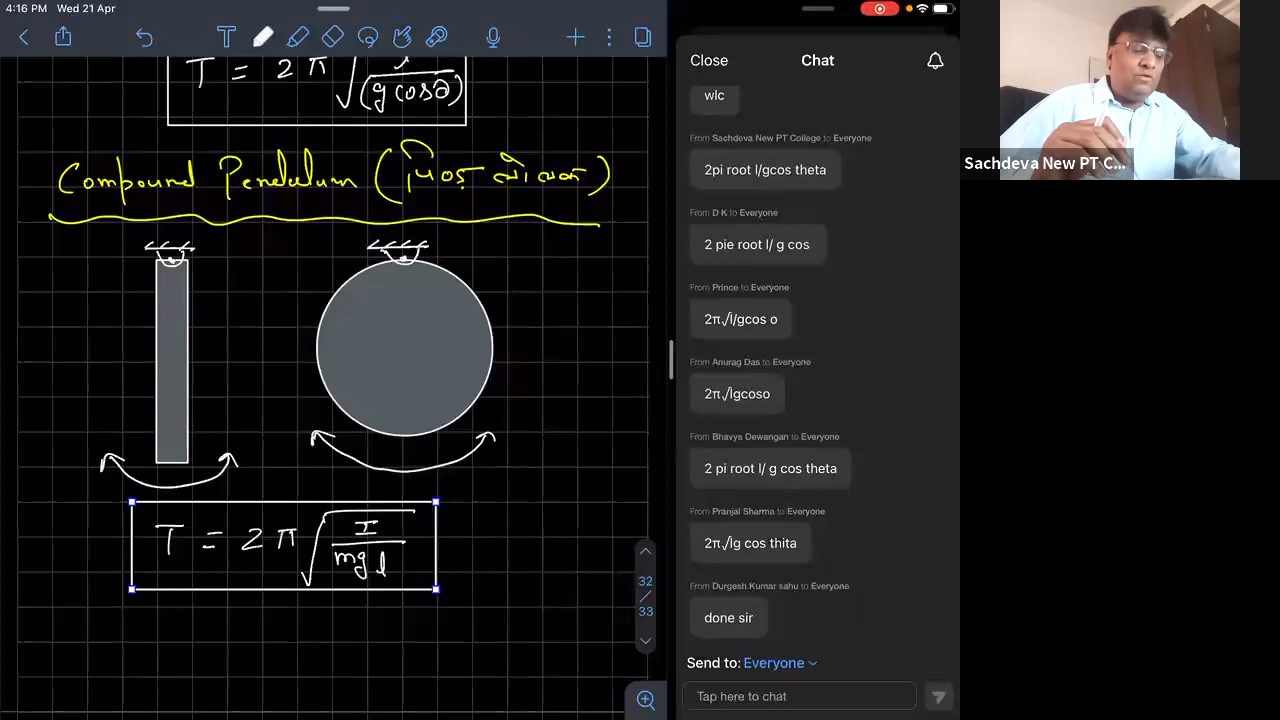 4:16 PM Wed 21 Apr
T = 2π √ (g cosθ)
Compound Pendulum (पिण्ड लोलक)
T = 2π √ I / mgl
32
/
33
Close Chat
wlc
From Sachdeva New PT College to Everyone
2pi root l/gcos theta
From D K to Everyone
2 pie root l/ g cos
From Prince to Everyone
2π√l/gcos o
From Anurag Das to Everyone
2π√lgcoso
From Bhavya Dewangan to Everyone
2 pi root l/ g cos theta
From Pranjal Sharma to Everyone
2π√lg cos thita
From Durgesh Kumar sahu to Everyone
done sir
Send to: Everyone
Tap here to chat
Sachdeva New PT C...